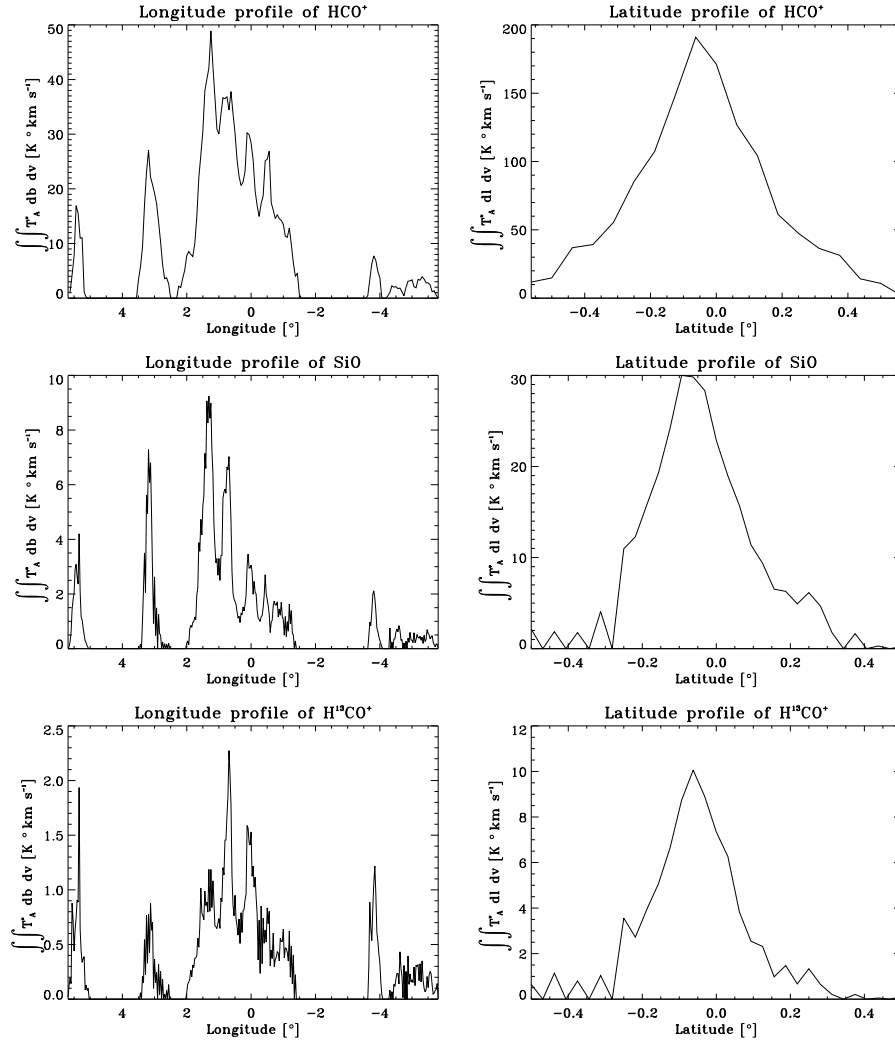 Longitude profile of HCO⁺
∫∫T*A db dv [K ° km s⁻¹]
50
40
30
20
10
0
4 2 0 −2 −4
Longitude [°]
Latitude profile of HCO⁺
∫∫T*A dl dv [K ° km s⁻¹]
200
150
100
50
0
−0.4 −0.2 0.0 0.2 0.4
Latitude [°]
Longitude profile of SiO
∫∫T*A db dv [K ° km s⁻¹]
10
8
6
4
2
0
4 2 0 −2 −4
Longitude [°]
Latitude profile of SiO
∫∫T*A dl dv [K ° km s⁻¹]
30
20
10
0
−0.4 −0.2 0.0 0.2 0.4
Latitude [°]
Longitude profile of H¹³CO⁺
∫∫T*A db dv [K ° km s⁻¹]
2.5
2.0
1.5
1.0
0.5
0.0
4 2 0 −2 −4
Longitude [°]
Latitude profile of H¹³CO⁺
∫∫T*A dl dv [K ° km s⁻¹]
12
10
8
6
4
2
0
−0.4 −0.2 0.0 0.2 0.4
Latitude [°]